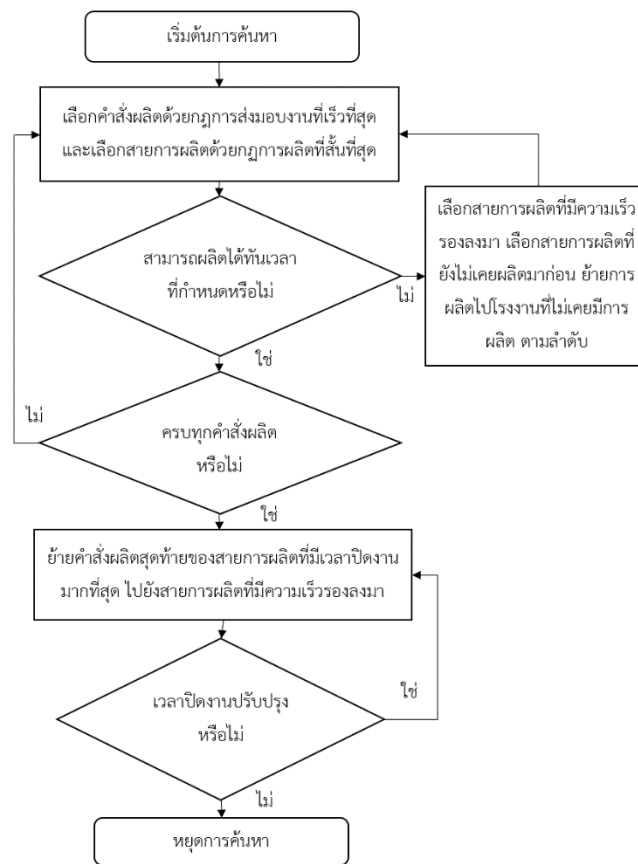 เริ่มต้นการค้นหา
เลือกคำสั่งผลิตด้วยกฎการส่งมอบงานที่เร็วที่สุด
และเลือกสายการผลิตด้วยกฏการผลิตที่สั้นที่สุด
สามารถผลิตได้ทันเวลา
ที่กำหนดหรือไม่
ไม่
เลือกสายการผลิตที่มีความเร็ว
รองลงมา เลือกสายการผลิตที่
ยังไม่เคยผลิตมาก่อน ย้ายการ
ผลิตไปโรงงานที่ไม่เคยมีการ
ผลิต ตามลำดับ
ใช่
ไม่
ครบทุกคำสั่งผลิต
หรือไม่
ใช่
ย้ายคำสั่งผลิตสุดท้ายของสายการผลิตที่มีเวลาปิดงาน
มากที่สุด ไปยังสายการผลิตที่มีความเร็วรองลงมา
เวลาปิดงานปรับปรุง
หรือไม่
ใช่
ไม่
หยุดการค้นหา